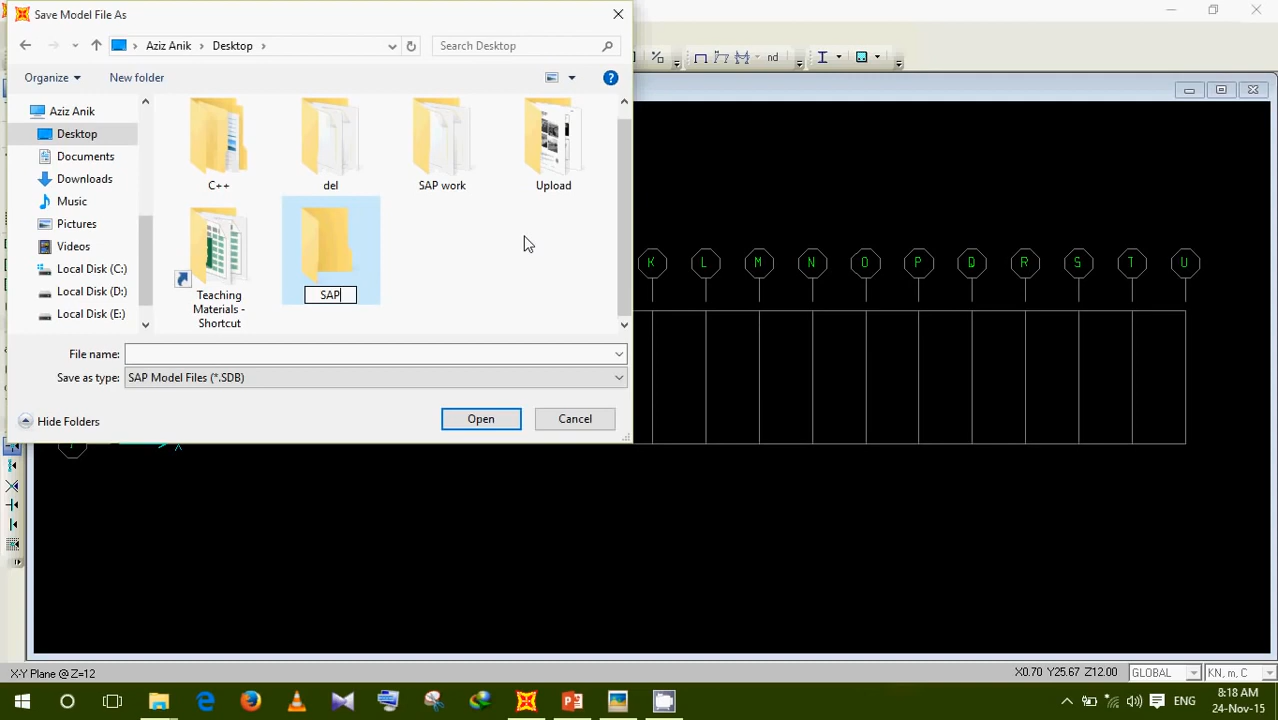 Save Model File As
Aziz Anik
Desktop
Search Desktop
Organize
New folder
nd
Aziz Anik
Desktop
Documents
Downloads
Music
Pictures
Videos
Local Disk (C:)
Local Disk (D:)
Local Disk (E:)
C++
del
SAP work
Upload
Teaching
Materials -
Shortcut
SAP
K L M N O P Q R S T U
File name:
Save as type:
SAP Model Files (*.SDB)
Hide Folders
Open
Cancel
X
X-Y Plane @ Z=12
X0.70 Y25.67 Z12.00
GLOBAL
KN, m, C
ENG
8:18 AM
24-Nov-15